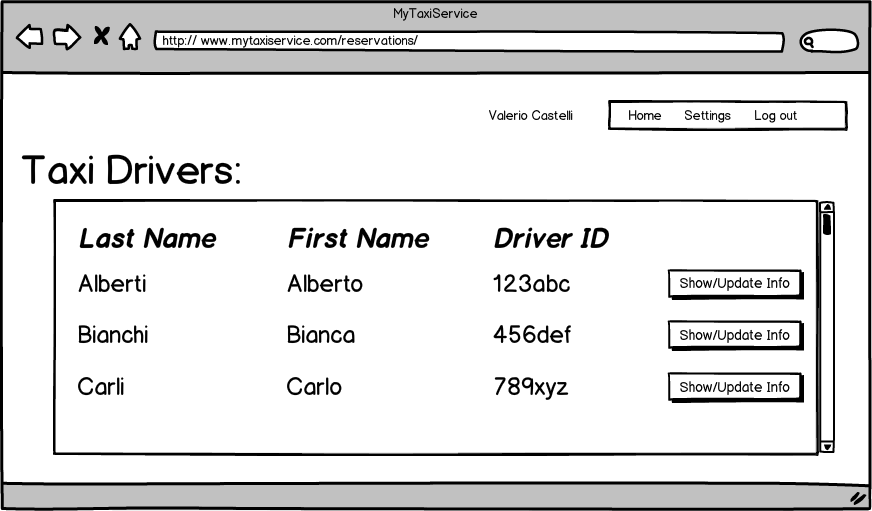 MyTaxiService
http:// www.mytaxiservice.com/reservations/
Valerio Castelli Home Settings Log out
Taxi Drivers:
Last Name First Name Driver ID
Alberti Alberto 123abc Show/Update Info
Bianchi Bianca 456def Show/Update Info
Carli Carlo 789xyz Show/Update Info